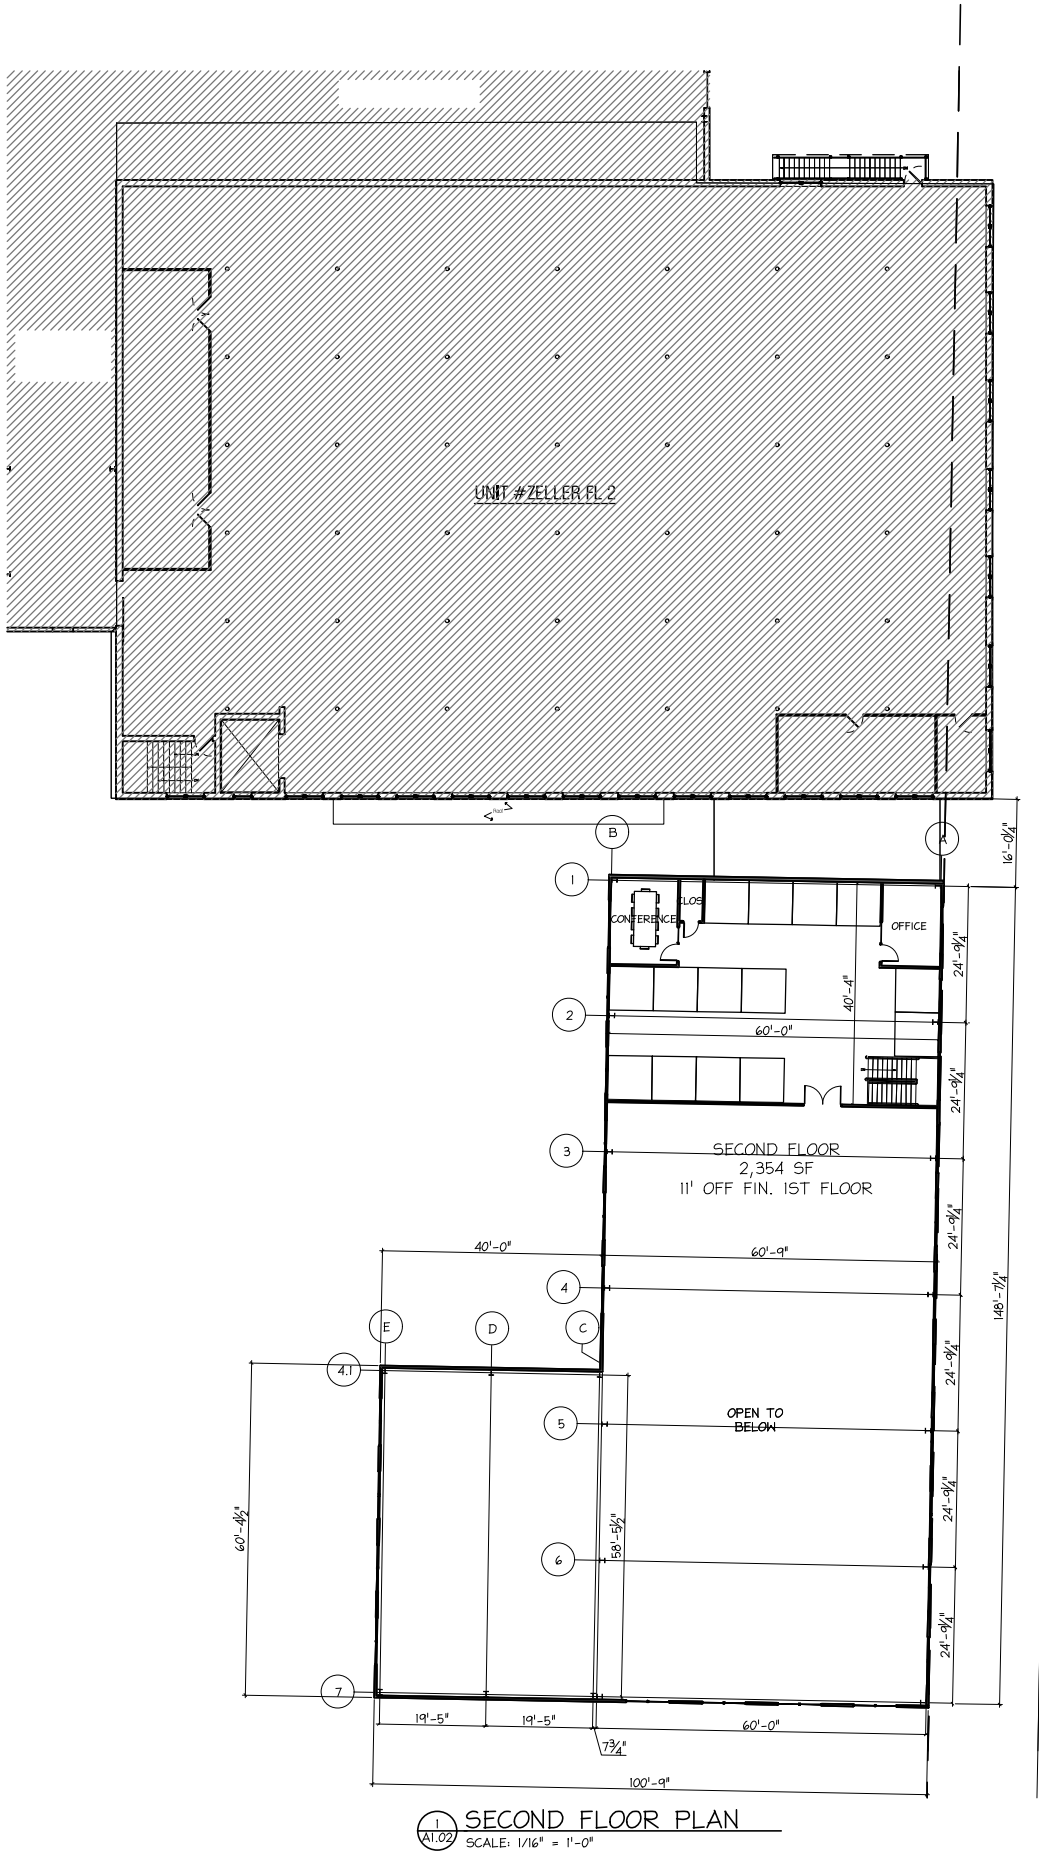 UNIT #ZELLER FL 2
Roof
B
A
16'-0¼"
1
CLOS
CONFERENCE
OFFICE
24'-9¼"
40'-4"
2
60'-0"
24'-9¼"
3
SECOND FLOOR
2,354 SF
11' OFF FIN. 1ST FLOOR
24'-9¼"
40'-0"
60'-9"
4
148'-7¼"
E
D
C
4.1
24'-9¼"
OPEN TO
BELOW
5
60'-4½"
58'-5½"
24'-9¼"
6
24'-9¼"
7
19'-5"
19'-5"
60'-0"
7¾"
100'-9"
1
A1.02
SECOND FLOOR PLAN
SCALE: 1/16" = 1'-0"